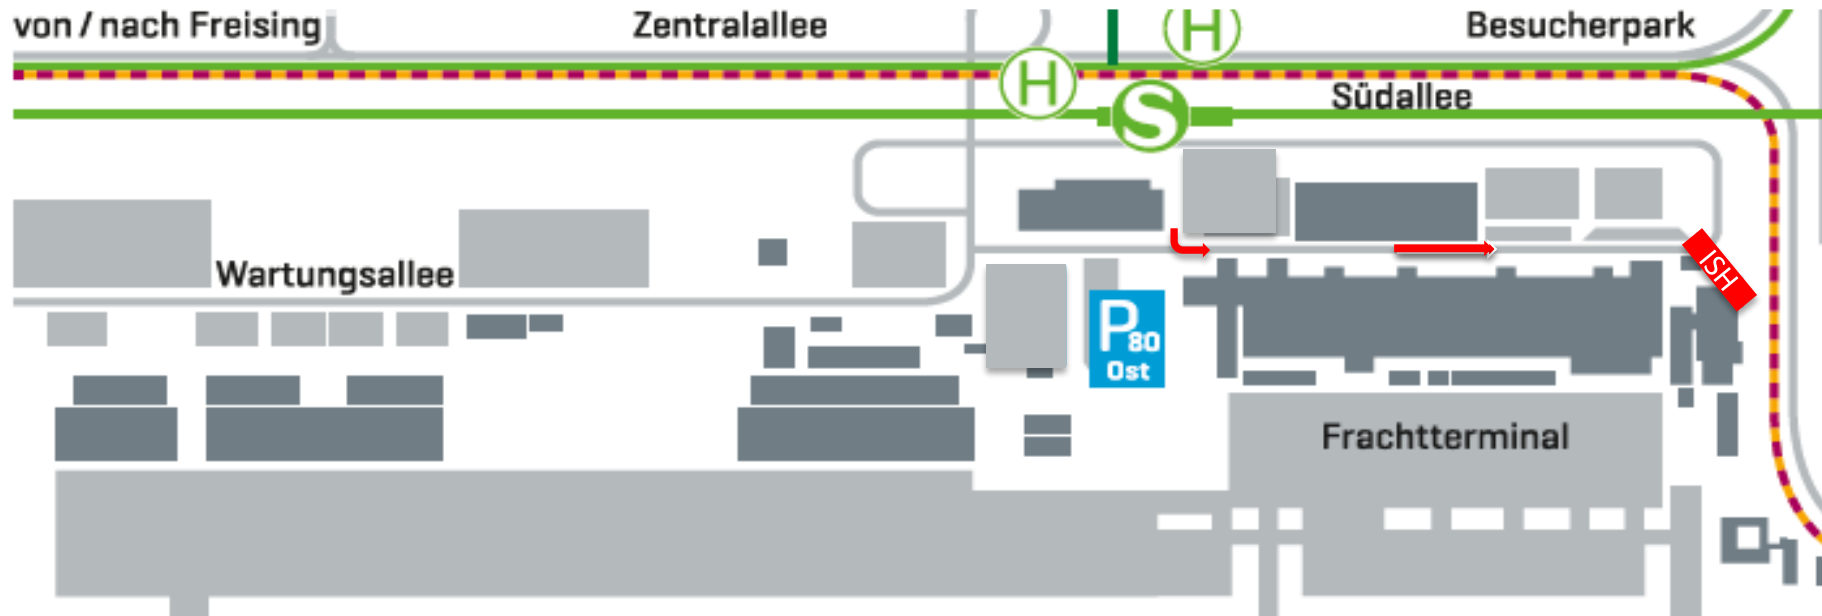 von / nach Freising
Zentralallee
H
Besucherpark
H
S
Südallee
Wartungsallee
ISH
P80
Ost
Frachtterminal